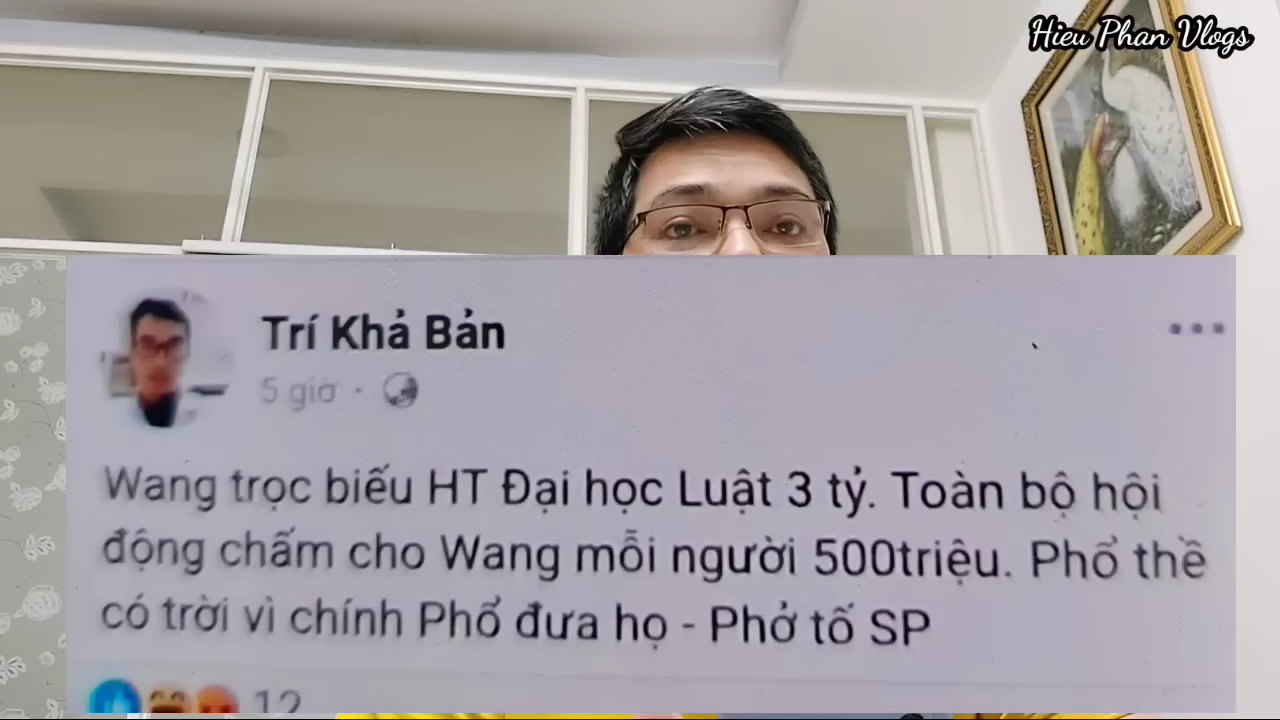 Hieu Phan Vlogs
Trí Khả Bản
5 giờ ·
Wang trọc biếu HT Đại học Luật 3 tỷ. Toàn bộ hội
động chấm cho Wang mỗi người 500triệu. Phổ thề
có trời vì chính Phổ đưa họ - Phở tố SP
12